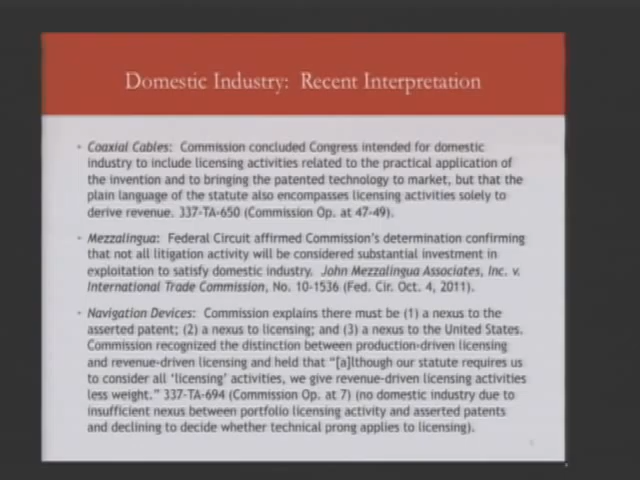 Domestic Industry: Recent Interpretation
• Coaxial Cables: Commission concluded Congress intended for domestic
industry to include licensing activities related to the practical application of
the invention and to bringing the patented technology to market, but that the
plain language of the statute also encompasses licensing activities solely to
derive revenue. 337-TA-650 (Commission Op. at 47-49).
• Mezzalingua: Federal Circuit affirmed Commission's determination confirming
that not all litigation activity will be considered substantial investment in
exploitation to satisfy domestic industry. John Mezzalingua Associates, Inc. v.
International Trade Commission, No. 10-1536 (Fed. Cir. Oct. 4, 2011).
• Navigation Devices: Commission explains there must be (1) a nexus to the
asserted patent; (2) a nexus to licensing; and (3) a nexus to the United States.
Commission recognized the distinction between production-driven licensing
and revenue-driven licensing and held that "[a]lthough our statute requires us
to consider all 'licensing' activities, we give revenue-driven licensing activities
less weight." 337-TA-694 (Commission Op. at 7) (no domestic industry due to
insufficient nexus between portfolio licensing activity and asserted patents
and declining to decide whether technical prong applies to licensing).